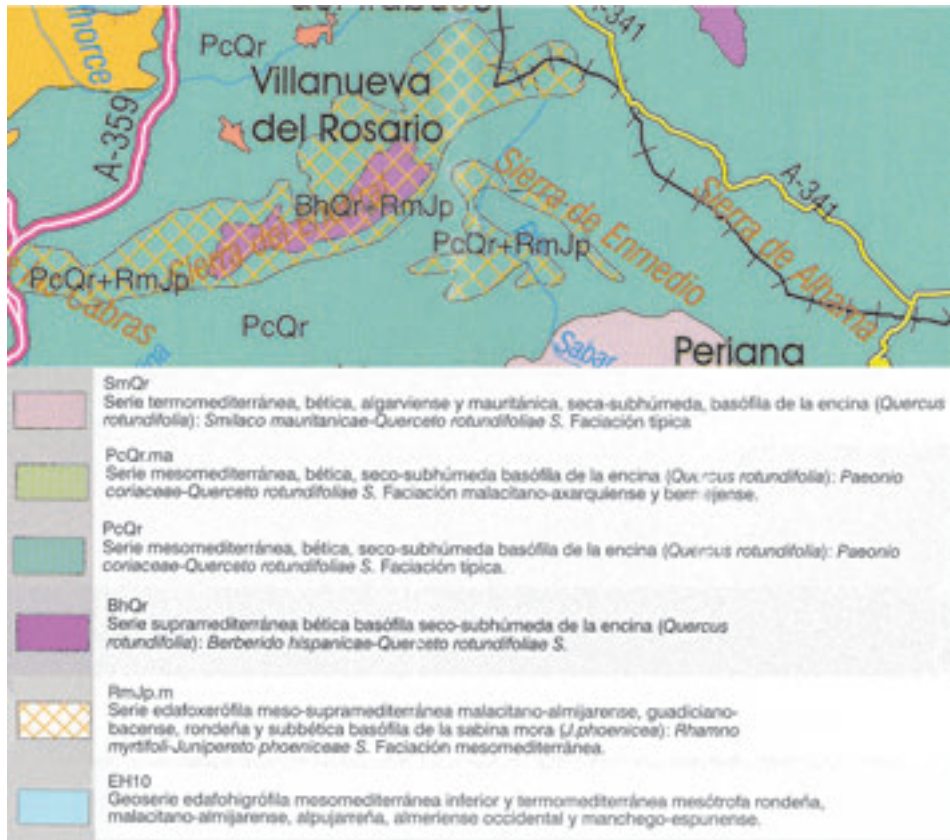 PcQr
A-341
Villanueva
del Rosario
A-359
BhQr+RmJp
Sierra de Enmedio
A-341
Sierra de Alhama
PcQr+RmJp
PcQr+RmJp
Cabras
PcQr
Sabar
Periana
SmQr
Serie termomediterránea, bética, algarviense y mauritánica, seca-subhúmeda, basófila de la encina (Quercus
rotundifolia): Smilaco mauritanicae-Querceto rotundifoliae S. Faciación típica
PcQr.ma
Serie mesomediterránea, bética, seco-subhúmeda basófila de la encina (Quercus rotundifolia): Paeonio
coriaceae-Querceto rotundifoliae S. Faciación malacitano-axarquiense y bermejense.
PcQr
Serie mesomediterránea, bética, seco-subhúmeda basófila de la encina (Quercus rotundifolia): Paeonio
coriaceae-Querceto rotundifoliae S. Faciación típica.
BhQr
Serie supramediterránea bética basófila seco-subhúmeda de la encina (Quercus
rotundifolia): Berberido hispanicae-Querceto rotundifoliae S.
RmJp.m
Serie edafoxerófila meso-supramediterránea malacitano-almijarense, guadiciano-
bacense, rondeña y subbética basófila de la sabina mora (J.phoenicea): Rhamno
myrtifoli-Junipereto phoeniceae S. Faciación mesomediterránea.
EH10
Geoserie edafohigrófila mesomediterránea inferior y termomediterránea mesótrofa rondeña,
malacitano-almijarense, alpujarreña, almeriense occidental y manchego-espunense.